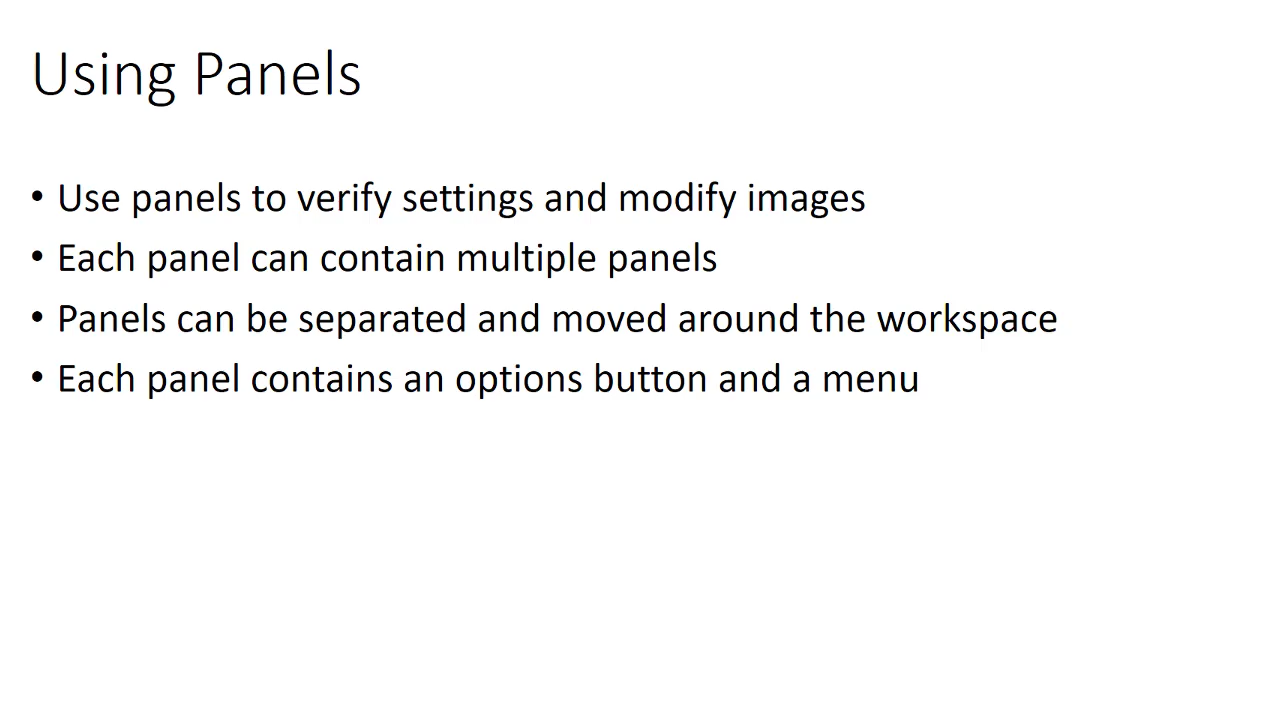 Using Panels
• Use panels to verify settings and modify images
• Each panel can contain multiple panels
• Panels can be separated and moved around the workspace
• Each panel contains an options button and a menu